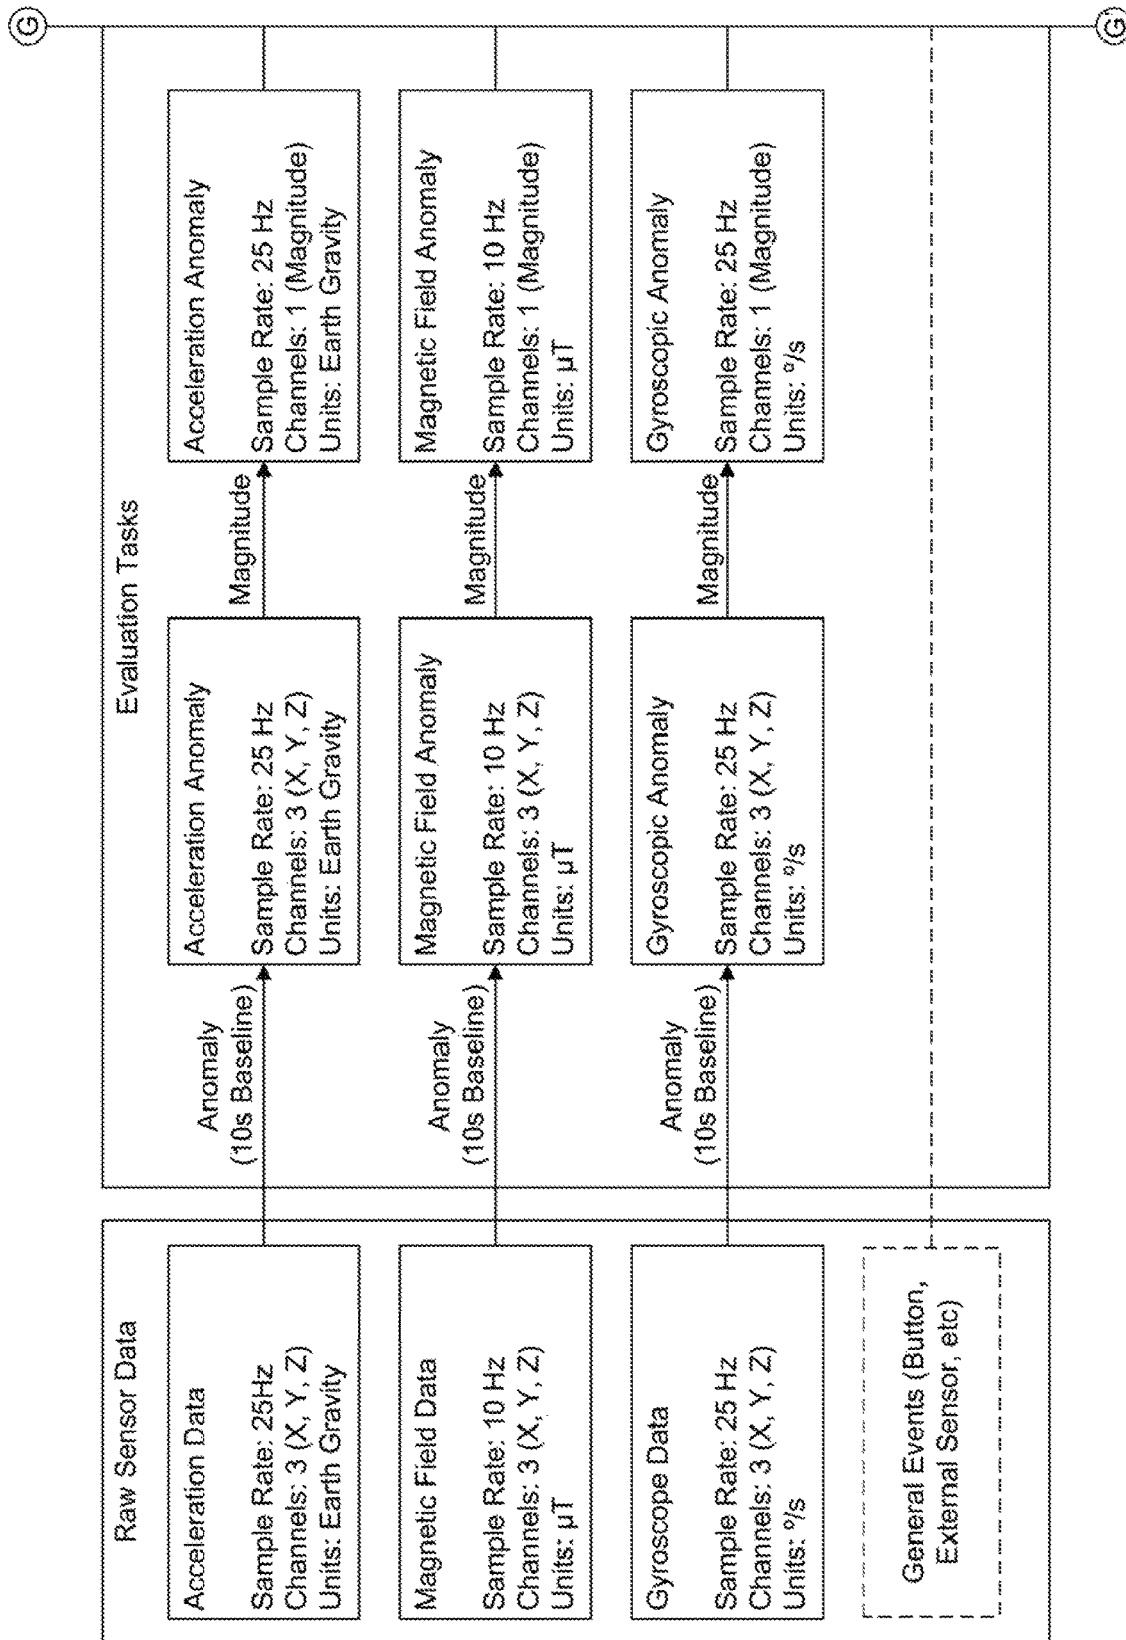 Raw Sensor Data
Acceleration Data
Sample Rate: 25Hz
Channels: 3 (X, Y, Z)
Units: Earth Gravity
Magnetic Field Data
Sample Rate: 10 Hz
Channels: 3 (X, Y, Z)
Units: µT
Gyroscope Data
Sample Rate: 25 Hz
Channels: 3 (X, Y, Z)
Units: º/s
General Events (Button,
External Sensor, etc)
Evaluation Tasks
Anomaly
(10s Baseline)
Acceleration Anomaly
Sample Rate: 25 Hz
Channels: 3 (X, Y, Z)
Units: Earth Gravity
Magnitude
Acceleration Anomaly
Sample Rate: 25 Hz
Channels: 1 (Magnitude)
Units: Earth Gravity
Anomaly
(10s Baseline)
Magnetic Field Anomaly
Sample Rate: 10 Hz
Channels: 3 (X, Y, Z)
Units: µT
Magnitude
Magnetic Field Anomaly
Sample Rate: 10 Hz
Channels: 1 (Magnitude)
Units: µT
Anomaly
(10s Baseline)
Gyroscopic Anomaly
Sample Rate: 25 Hz
Channels: 3 (X, Y, Z)
Units: º/s
Magnitude
Gyroscopic Anomaly
Sample Rate: 25 Hz
Channels: 1 (Magnitude)
Units: º/s
G
G'